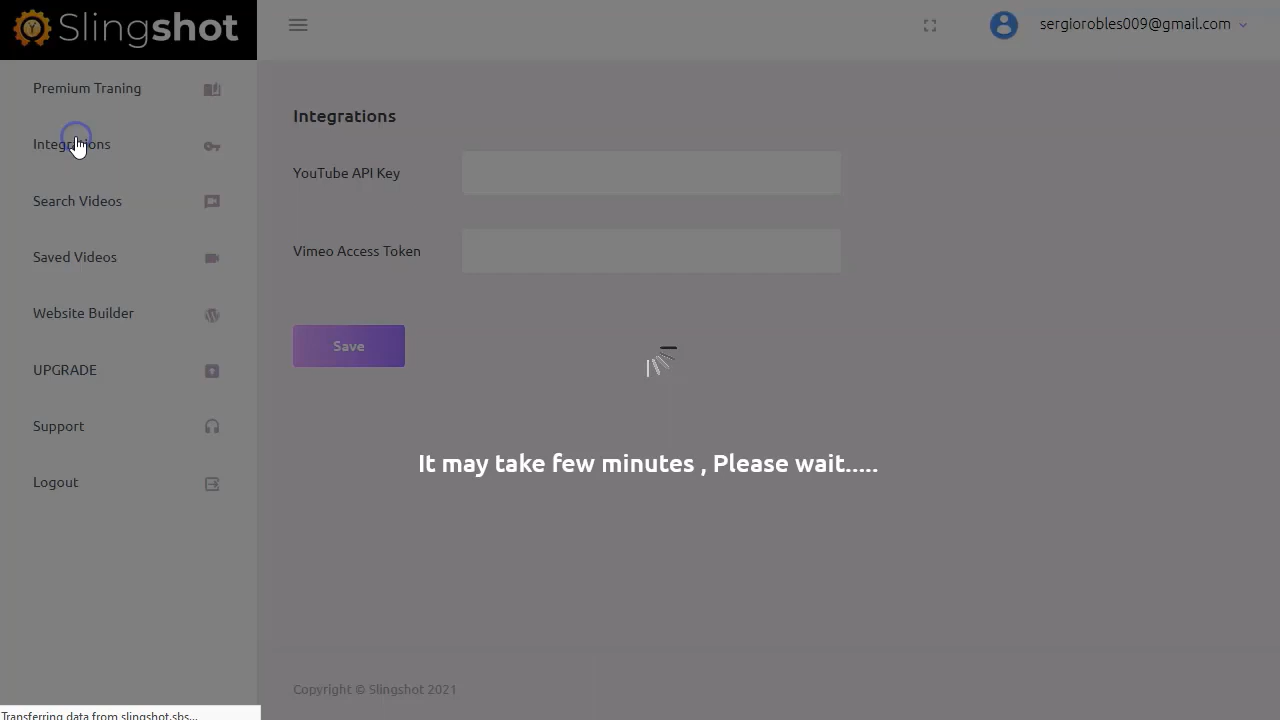 Slingshot
sergiorobles009@gmail.com
Premium Traning
Integrations
Search Videos
Saved Videos
Website Builder
UPGRADE
Support
Logout
Integrations
YouTube API Key
Vimeo Access Token
Save
It may take few minutes , Please wait.....
Copyright © Slingshot 2021
Transferring data from slingshot.sbs...